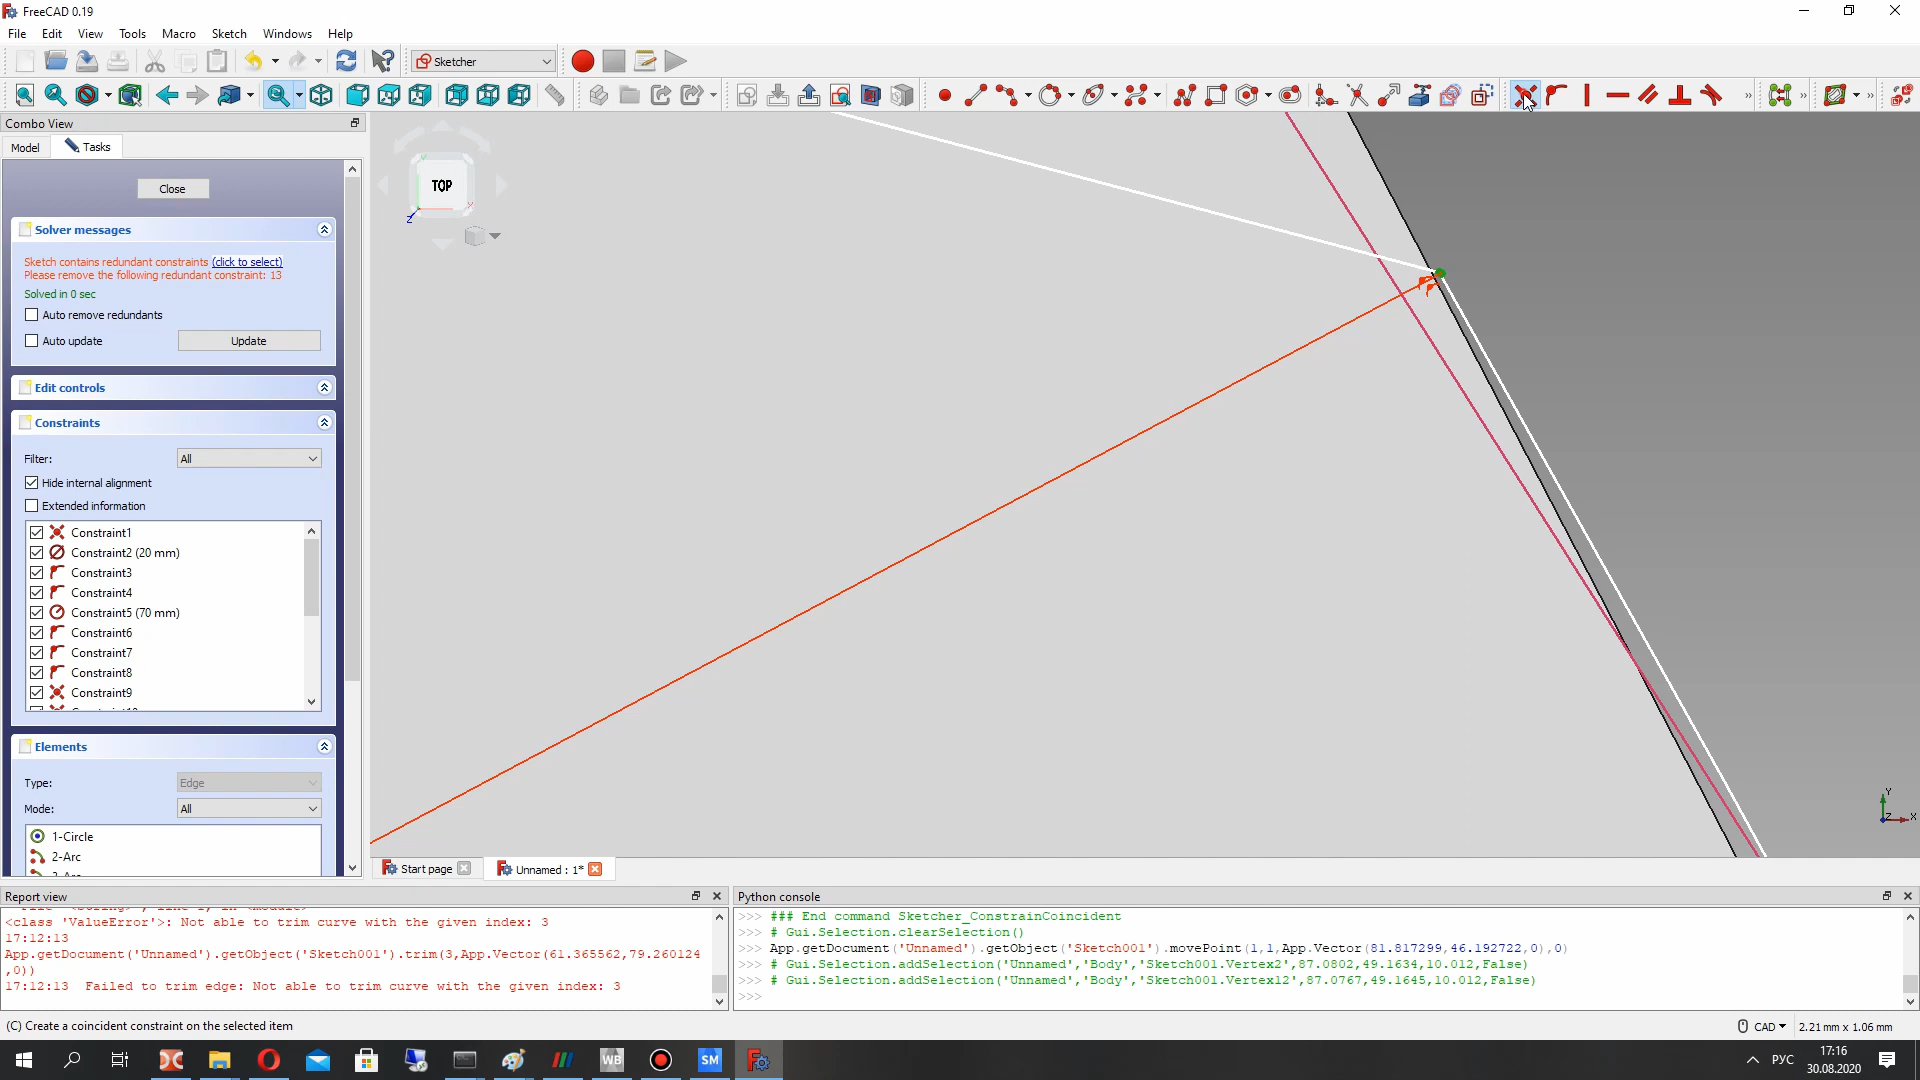 FreeCAD 0.19
File Edit View Tools Macro Sketch Windows Help
Sketcher
Combo View
Model Tasks
Close
Solver messages
Sketch contains redundant constraints (click to select)
Please remove the following redundant constraint: 13
Solved in 0 sec
Auto remove redundants
Auto update Update
Edit controls
Constraints
Filter: All
Hide internal alignment
Extended information
Constraint1
Constraint2 (20 mm)
Constraint3
Constraint4
Constraint5 (70 mm)
Constraint6
Constraint7
Constraint8
Constraint9
Elements
Type: Edge
Mode: All
1-Circle
2-Arc
TOP
Y
X
Z
Y
Z
X
Start page Unnamed : 1*
Report view
<class 'ValueError'>: Not able to trim curve with the given index: 3
17:12:13
App.getDocument('Unnamed').getObject('Sketch001').trim(3,App.Vector(61.365562,79.260124
,0))
17:12:13 Failed to trim edge: Not able to trim curve with the given index: 3
Python console
>>> ### End command Sketcher_ConstrainCoincident
>>> # Gui.Selection.clearSelection()
>>> App.getDocument('Unnamed').getObject('Sketch001').movePoint(1,1,App.Vector(81.817299,46.192722,0),0)
>>> # Gui.Selection.addSelection('Unnamed','Body','Sketch001.Vertex2',87.0802,49.1634,10.012,False)
>>> # Gui.Selection.addSelection('Unnamed','Body','Sketch001.Vertex12',87.0767,49.1645,10.012,False)
>>>
(C) Create a coincident constraint on the selected item
CAD 2.21 mm x 1.06 mm
WB
SM
РУС
17:16
30.08.2020